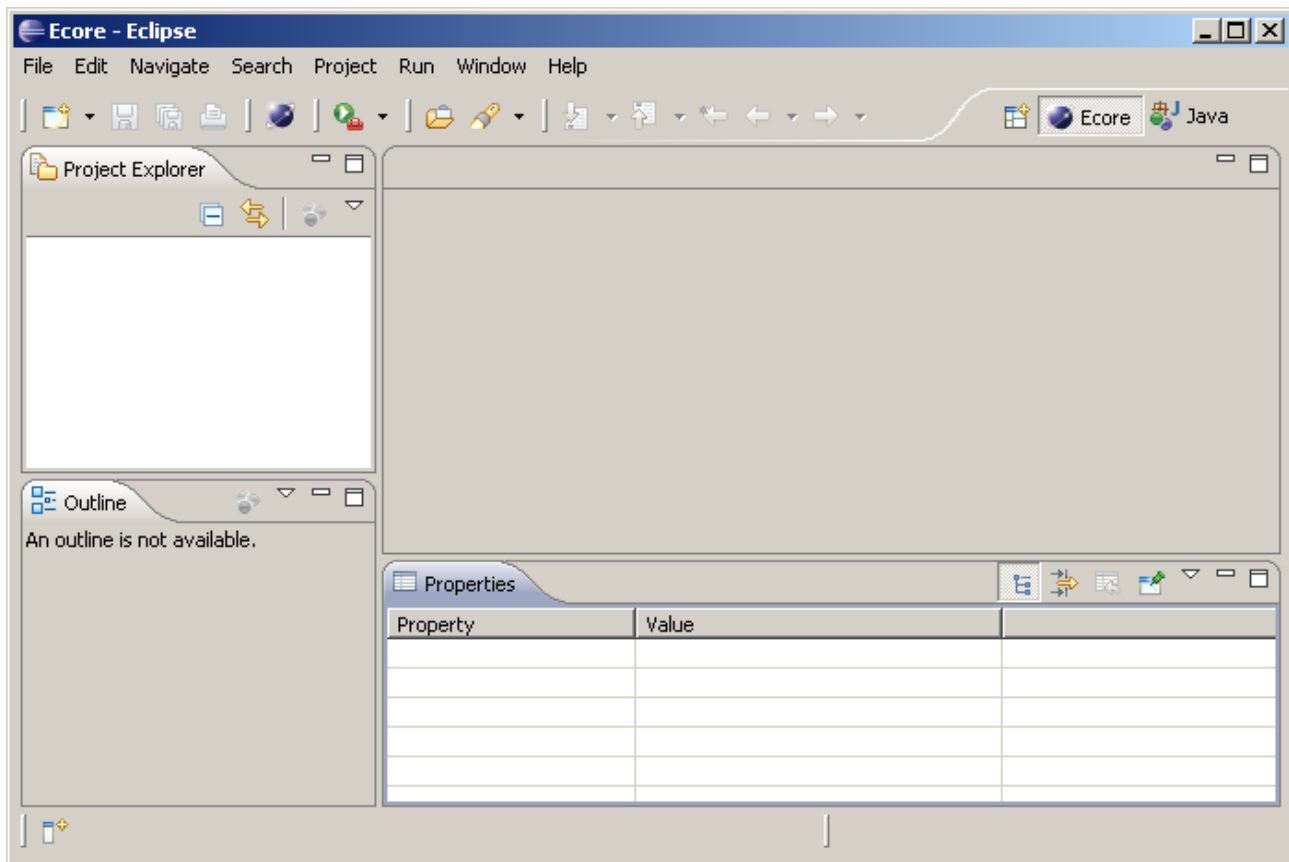 Ecore - Eclipse
File Edit Navigate Search Project Run Window Help
Ecore Java
Project Explorer
Outline
An outline is not available.
Properties
Property Value